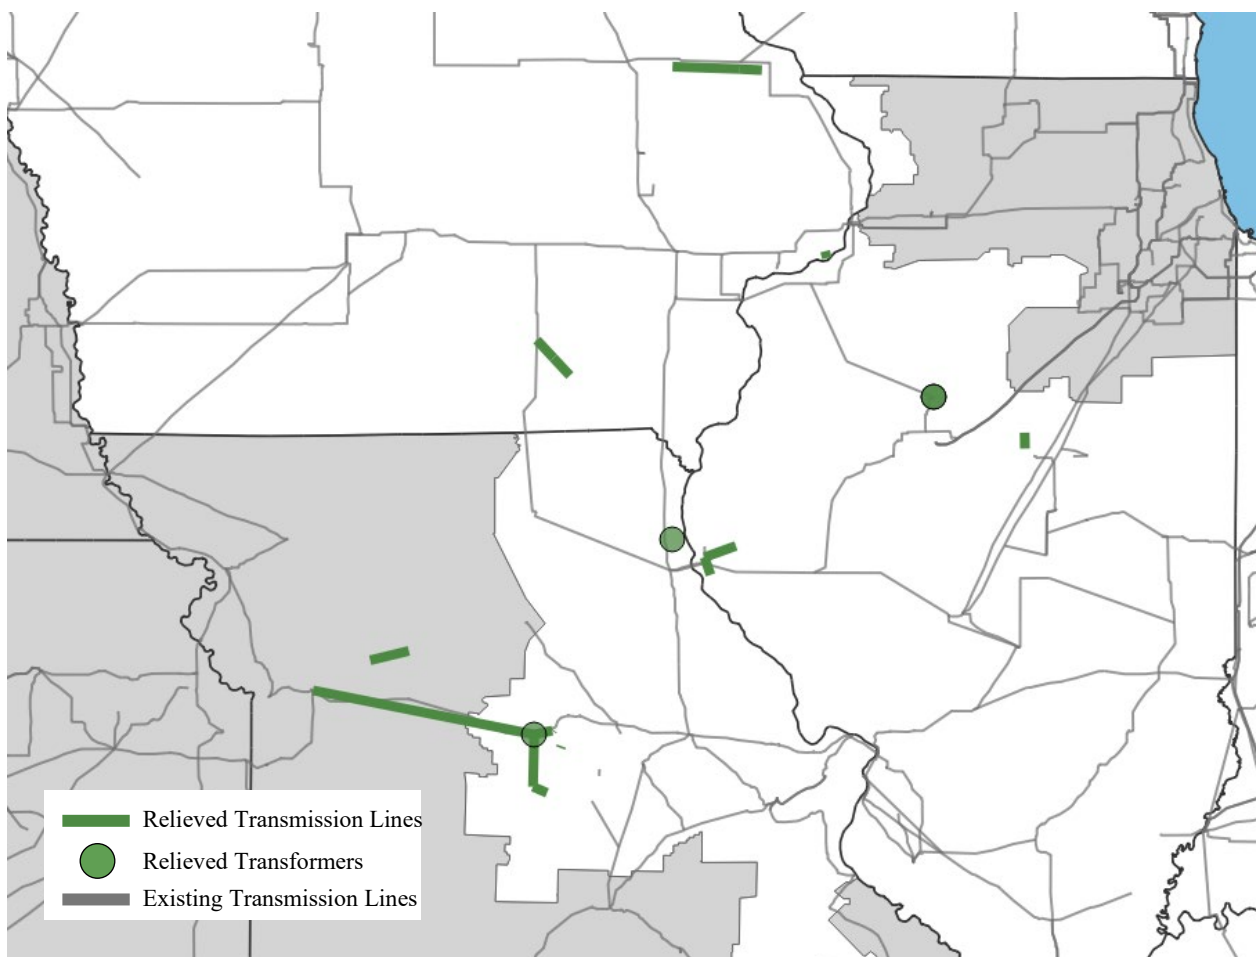 Relieved Transmission Lines
Relieved Transformers
Existing Transmission Lines